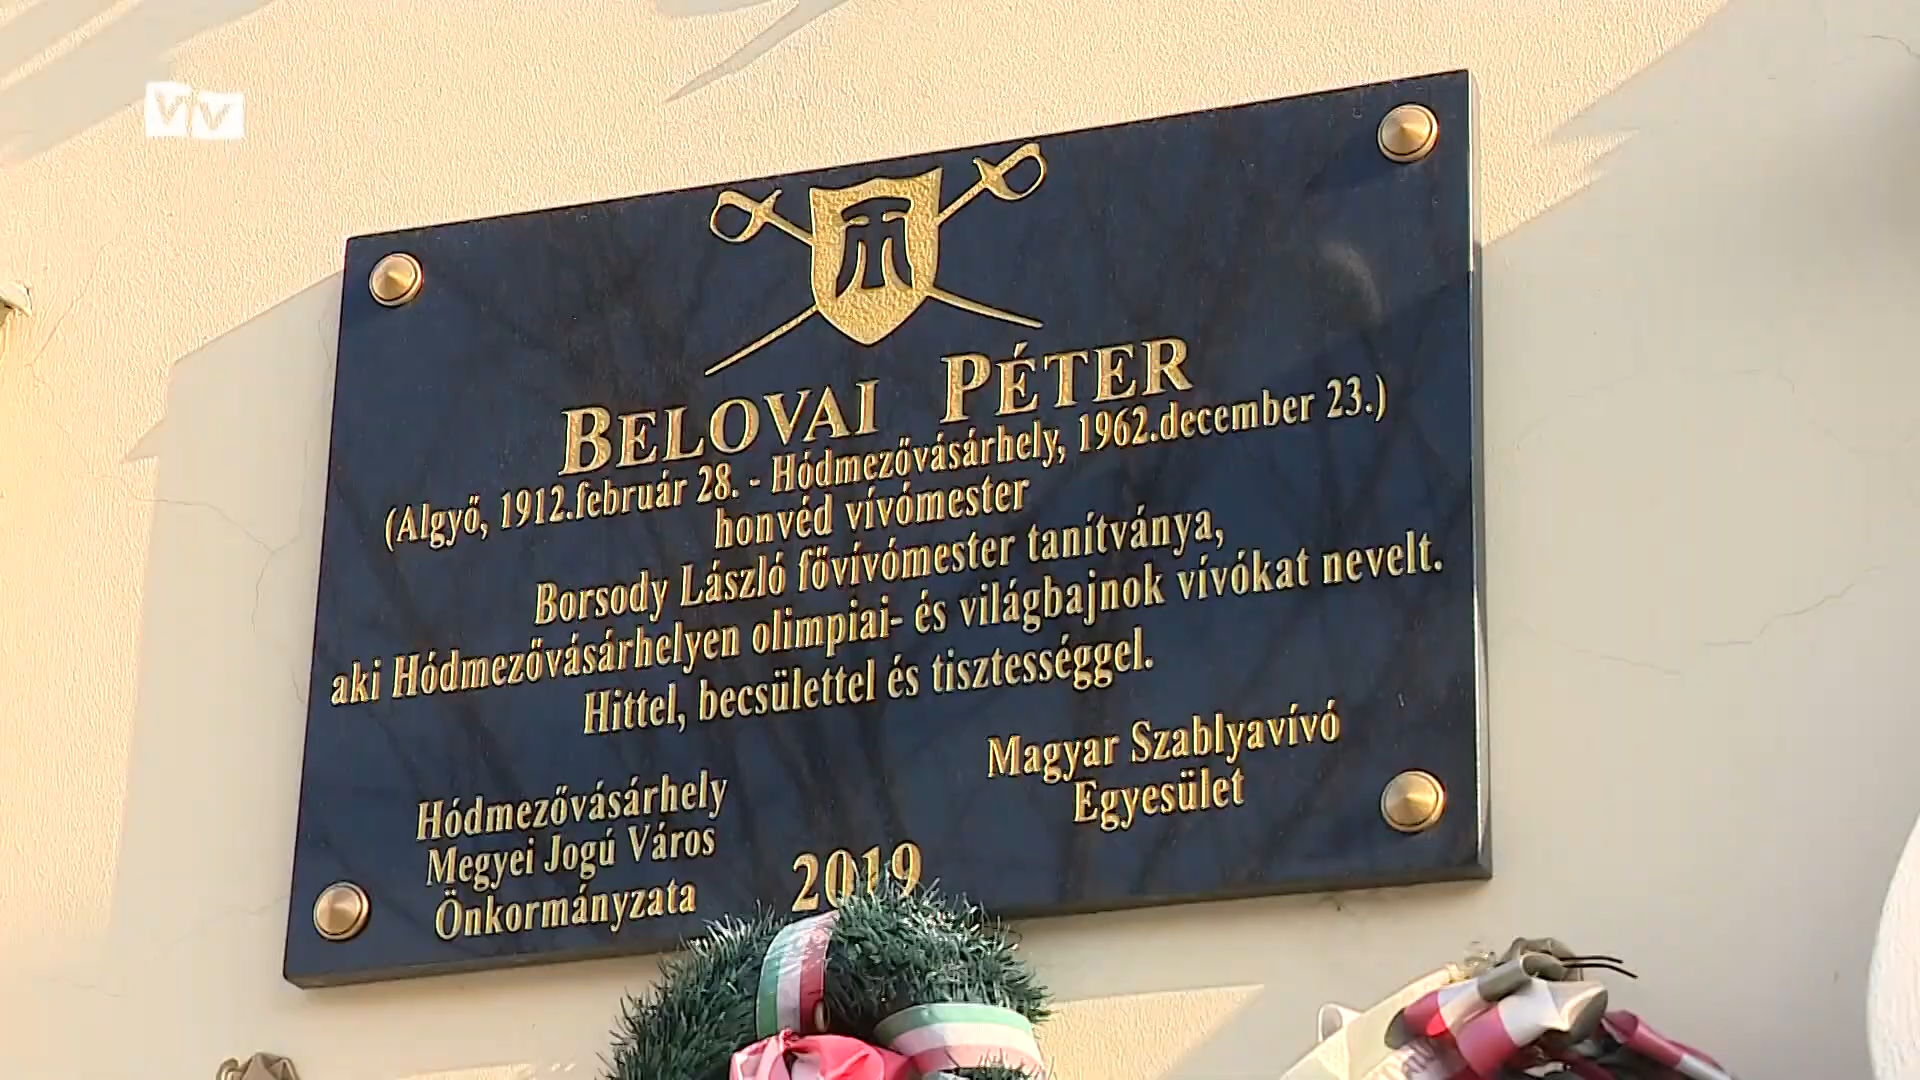 VTV
BELOVAI PÉTER
(Algyő, 1912.február 28. - Hódmezővásárhely, 1962.december 23.)
honvéd vívómester
Borsody László fővívómester tanítványa,
aki Hódmezővásárhelyen olimpiai- és világbajnok vívókat nevelt.
Hittel, becsülettel és tisztességgel.
Hódmezővásárhely
Megyei Jogú Város
Önkormányzata
Magyar Szablyavívó
Egyesület
2019